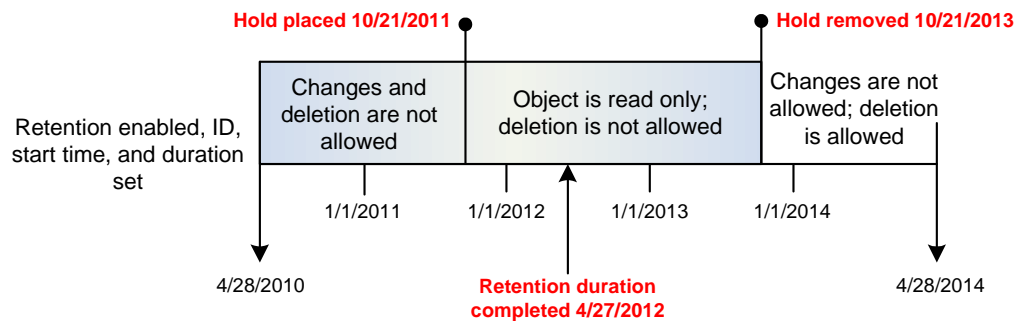 Hold placed 10/21/2011
Hold removed 10/21/2013
Retention enabled, ID,
start time, and duration
set
Changes and
deletion are not
allowed
Object is read only;
deletion is not allowed
Changes are not
allowed; deletion
is allowed
1/1/2011
1/1/2012
1/1/2013
1/1/2014
4/28/2010
Retention duration
completed 4/27/2012
4/28/2014